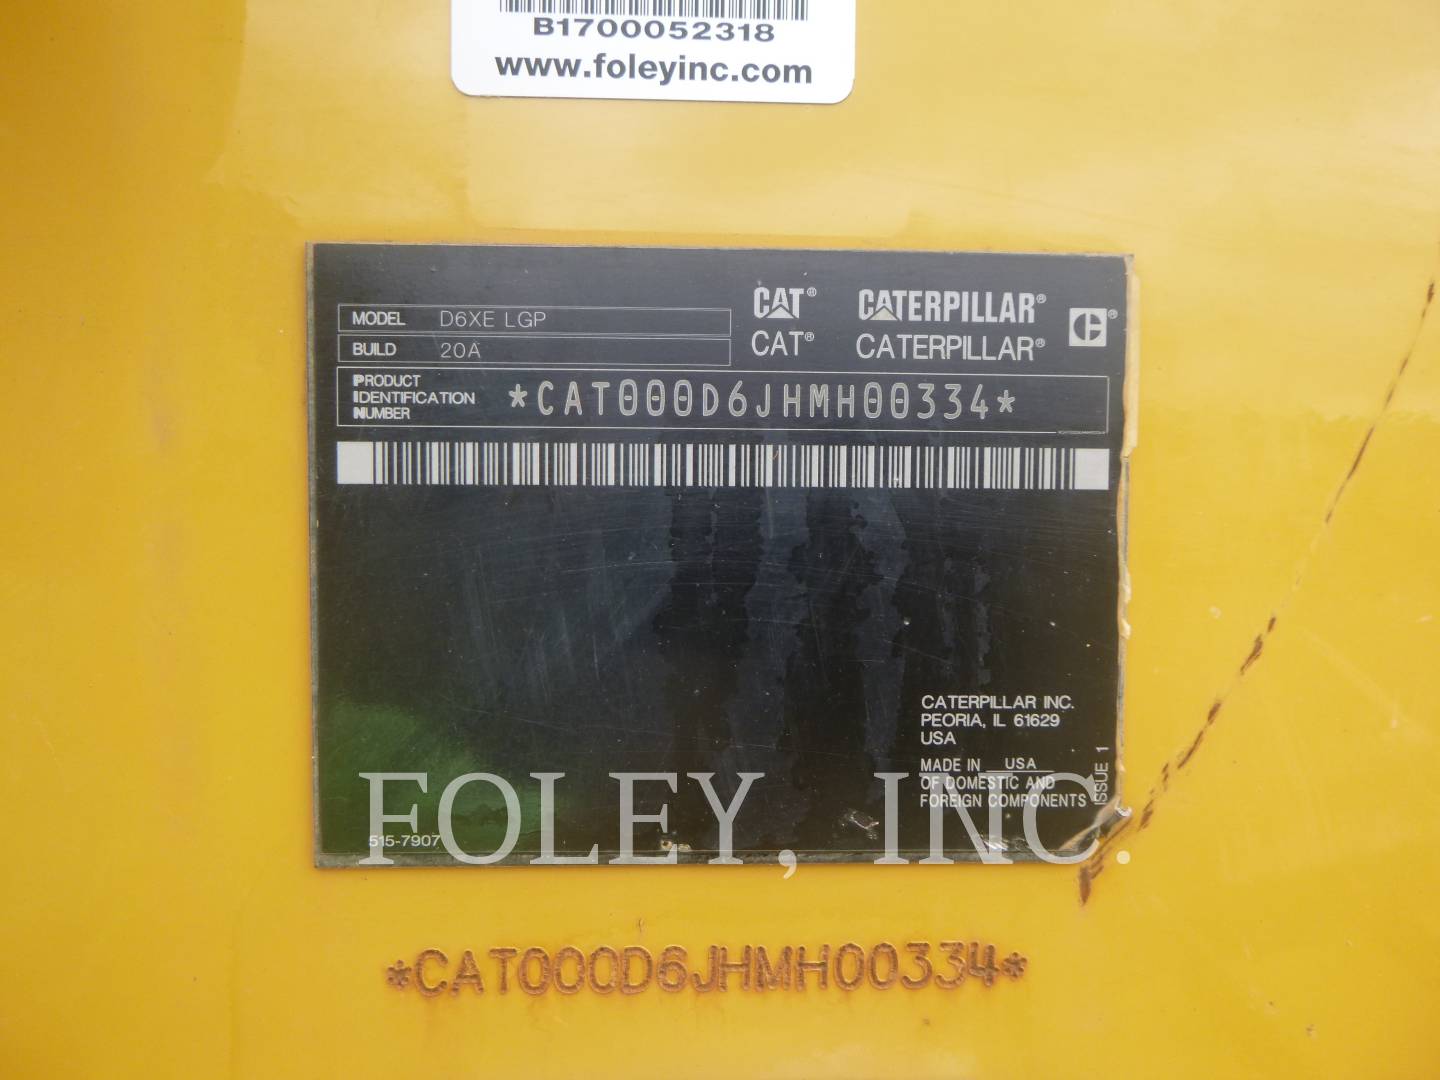 B1700052318
www.foleyinc.com
MODEL D6XE LGP
BUILD 20A
CAT® CATERPILLAR®
CAT® CATERPILLAR®
PRODUCT
IDENTIFICATION
NUMBER
*CAT000D6JHMH00334*
CATERPILLAR INC.
PEORIA, IL 61629
USA
MADE IN USA
OF DOMESTIC AND
FOREIGN COMPONENTS
ISSUE 1
515-7907
FOLEY, INC.
*CAT000D6JHMH00334*